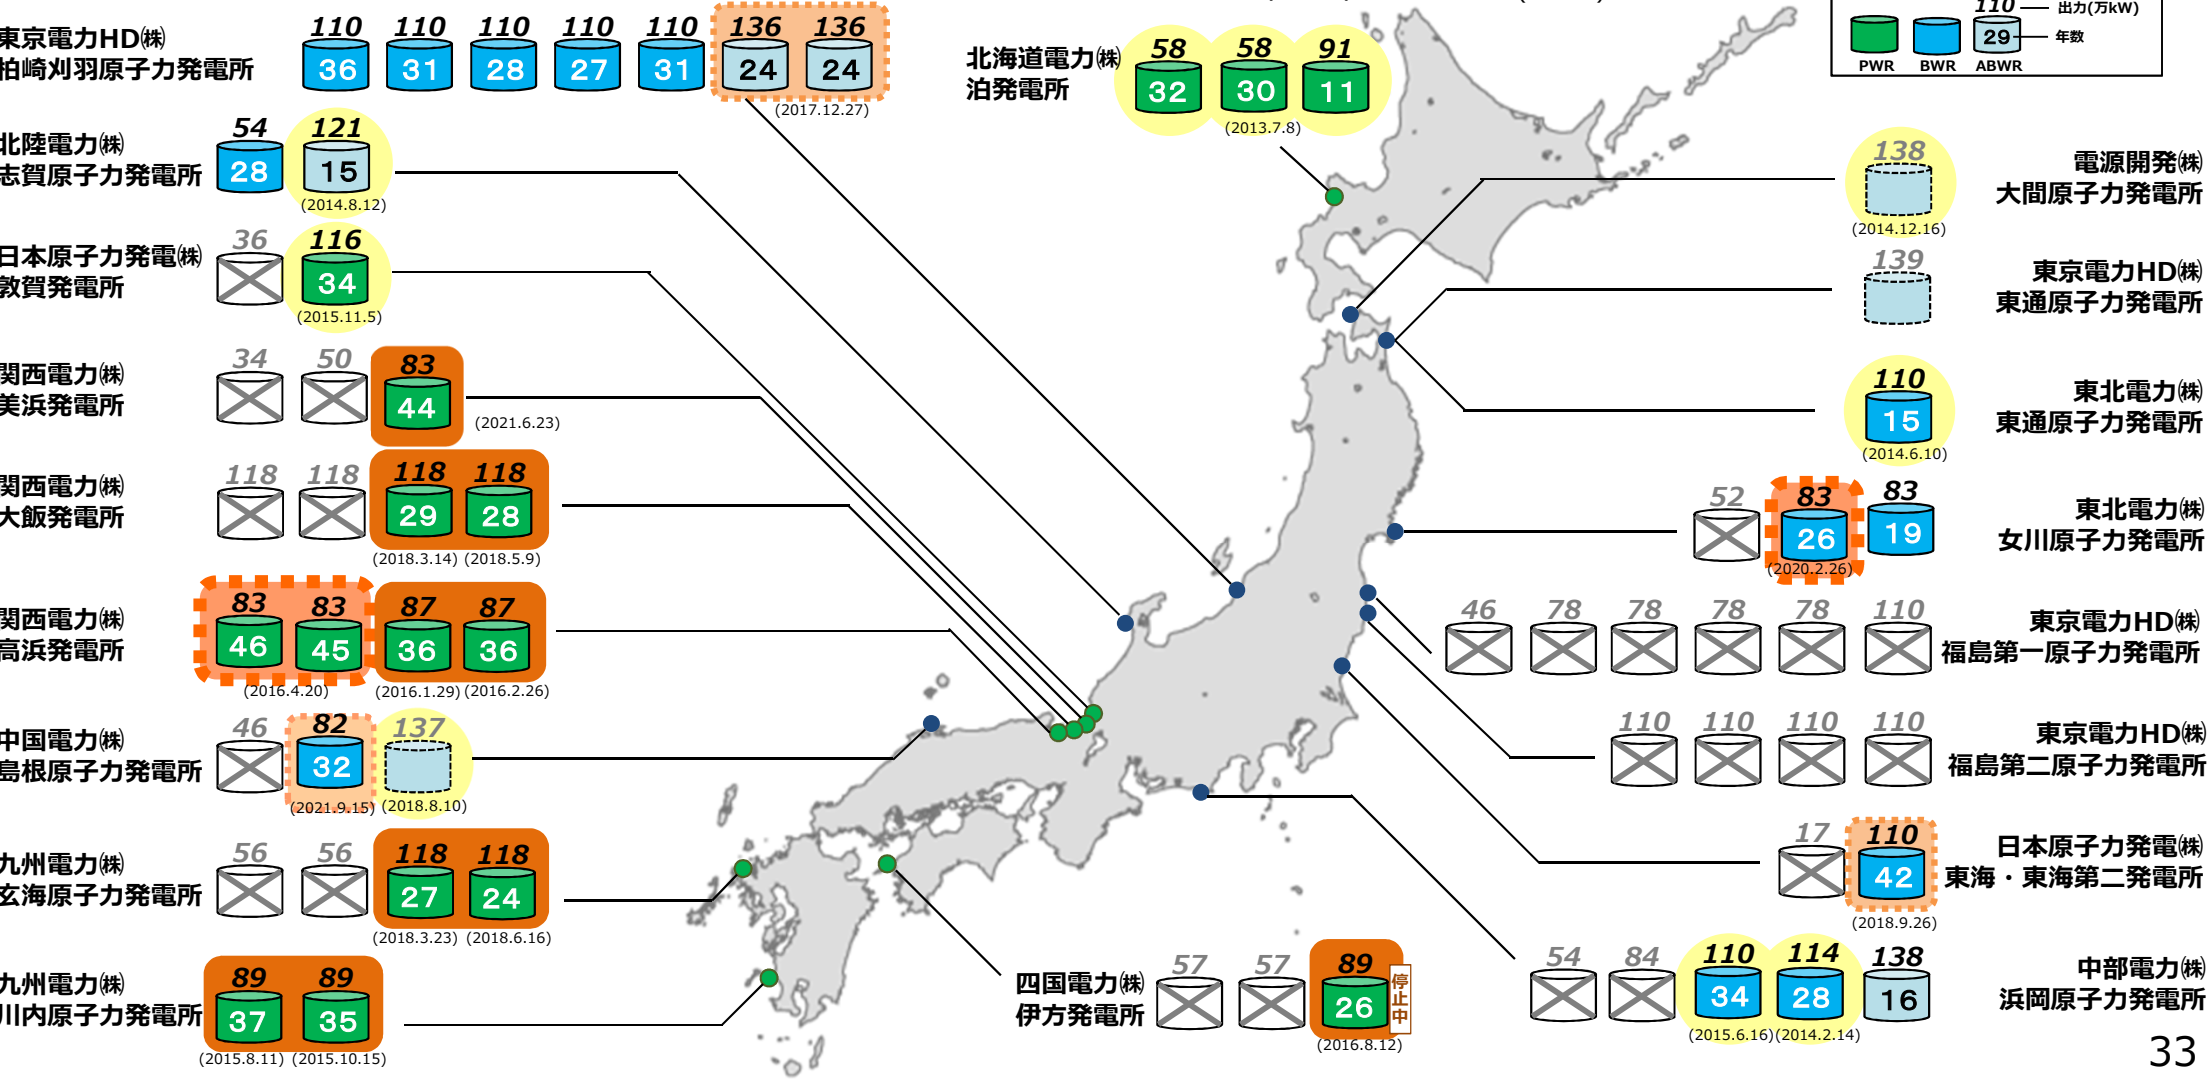 東京電力HD㈱
柏崎刈羽原子力発電所
110 110 110 110 110 136 136
36 31 28 27 31 24 24
(2017.12.27)
北陸電力㈱
志賀原子力発電所
54 121
28 15
(2014.8.12)
日本原子力発電㈱
敦賀発電所
36 116
34
(2015.11.5)
関西電力㈱
美浜発電所
34 50 83
44
(2021.6.23)
関西電力㈱
大飯発電所
118 118 118 118
29 28
(2018.3.14) (2018.5.9)
関西電力㈱
高浜発電所
83 83 87 87
46 45 36 36
(2016.4.20) (2016.1.29) (2016.2.26)
中国電力㈱
島根原子力発電所
46 82 137
32
(2021.9.15) (2018.8.10)
九州電力㈱
玄海原子力発電所
56 56 118 118
27 24
(2018.3.23) (2018.6.16)
九州電力㈱
川内原子力発電所
89 89
37 35
(2015.8.11) (2015.10.15)
北海道電力㈱
泊発電所
58 58 91
32 30 11
(2013.7.8)
110 出力(万kW)
29 年数
PWR BWR ABWR
138
電源開発㈱
大間原子力発電所
(2014.12.16)
139
東京電力HD㈱
東通原子力発電所
110
15
東北電力㈱
東通原子力発電所
(2014.6.10)
52 83 83
26 19
東北電力㈱
女川原子力発電所
(2020.2.26)
46 78 78 78 78 110
東京電力HD㈱
福島第一原子力発電所
110 110 110 110
東京電力HD㈱
福島第二原子力発電所
17 110
42
日本原子力発電㈱
東海・東海第二発電所
(2018.9.26)
54 84 110 114 138
34 28 16
中部電力㈱
浜岡原子力発電所
(2015.6.16) (2014.2.14)
四国電力㈱
伊方発電所
57 57 89
26
停止中
(2016.8.12)
33